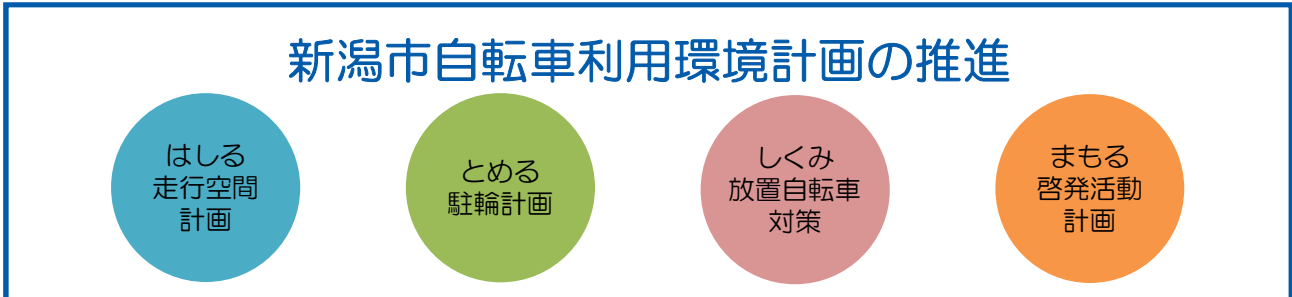 新潟市自転車利用環境計画の推進
はしる
走行空間
計画
とめる
駐輪計画
しくみ
放置自転車
対策
まもる
啓発活動
計画